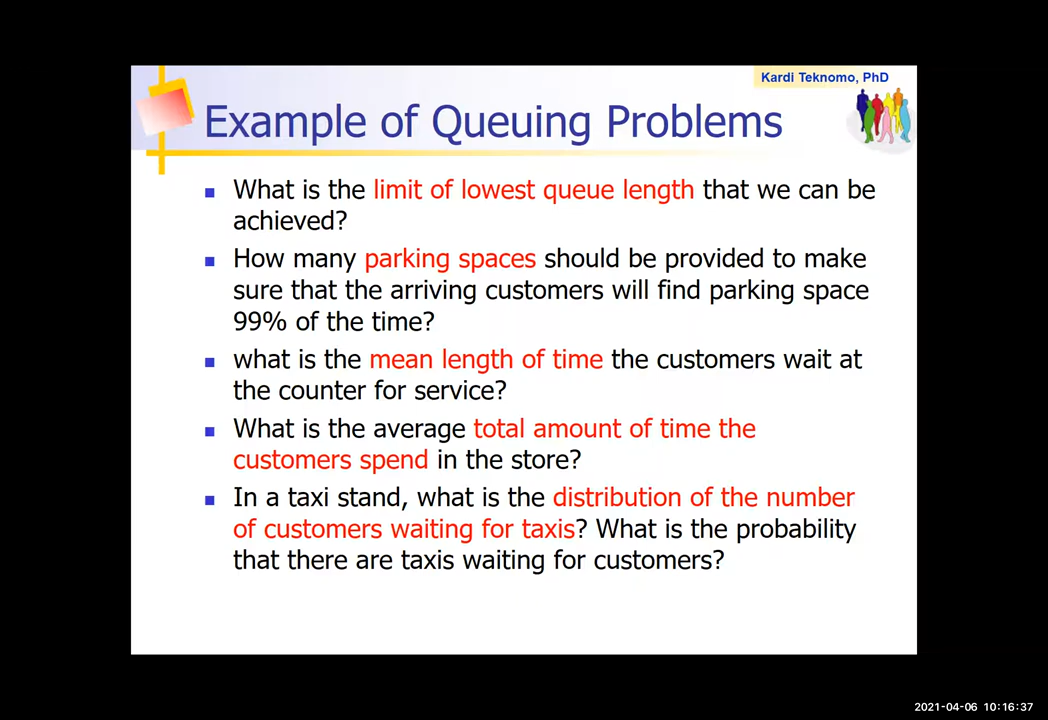 Kardi Teknomo, PhD
Example of Queuing Problems
What is the limit of lowest queue length that we can be
achieved?
How many parking spaces should be provided to make
sure that the arriving customers will find parking space
99% of the time?
what is the mean length of time the customers wait at
the counter for service?
What is the average total amount of time the
customers spend in the store?
In a taxi stand, what is the distribution of the number
of customers waiting for taxis? What is the probability
that there are taxis waiting for customers?
2021-04-06 10:16:37